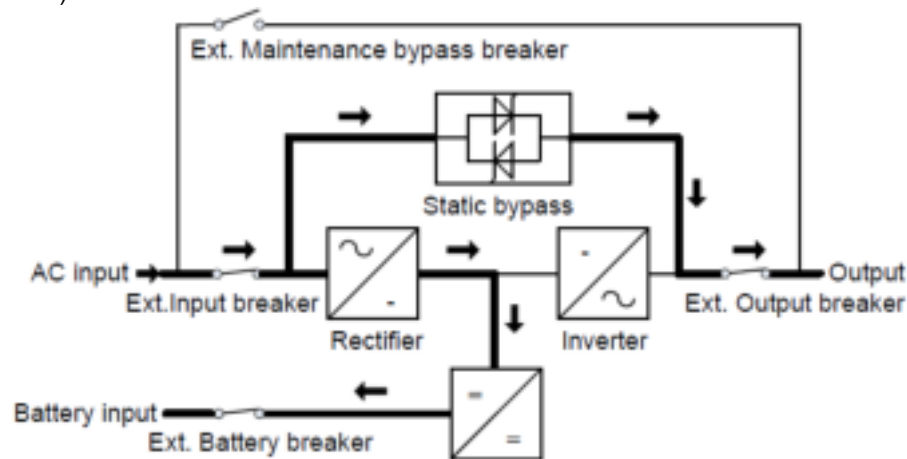 )
Ext. Maintenance bypass breaker
Static bypass
AC input
Output
Ext.Input breaker
Ext. Output breaker
Rectifier
Inverter
Battery input
Ext. Battery breaker